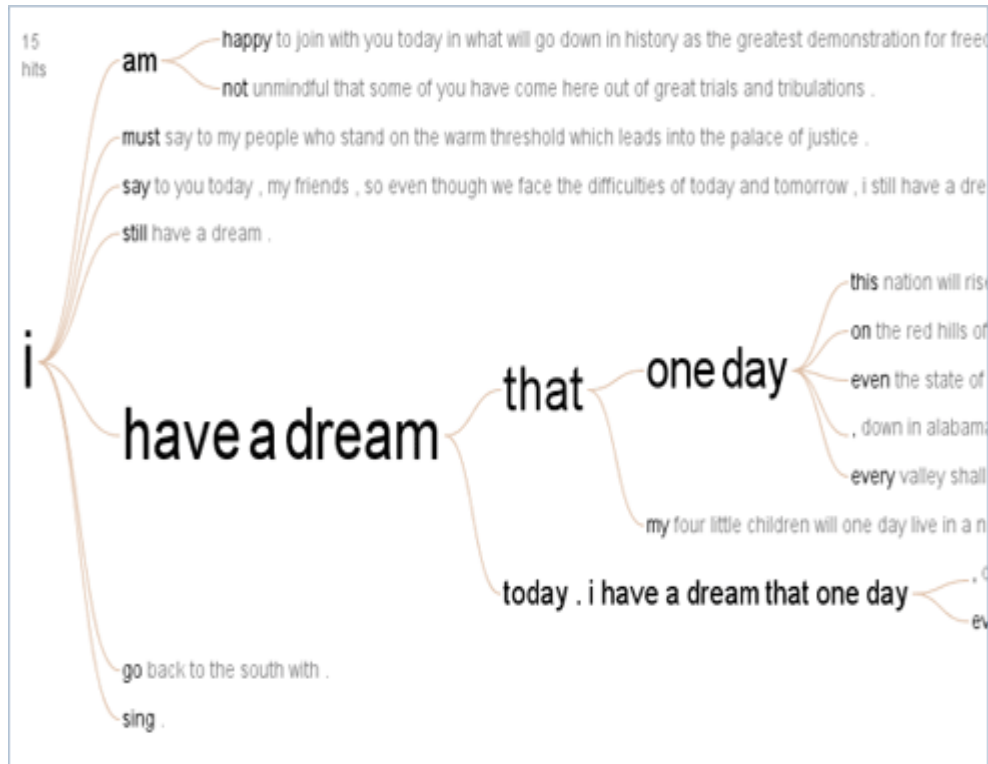 15
hits
i
am
happy to join with you today in what will go down in history as the greatest demonstration for freed
not unmindful that some of you have come here out of great trials and tribulations .
must say to my people who stand on the warm threshold which leads into the palace of justice .
say to you today , my friends , so even though we face the difficulties of today and tomorrow , i still have a dre
still have a dream .
have a dream
that
one day
this nation will rise
on the red hills of
even the state of
, down in alabama
every valley shall
my four little children will one day live in a n
today . i have a dream that one day
,
ev
go back to the south with .
sing .